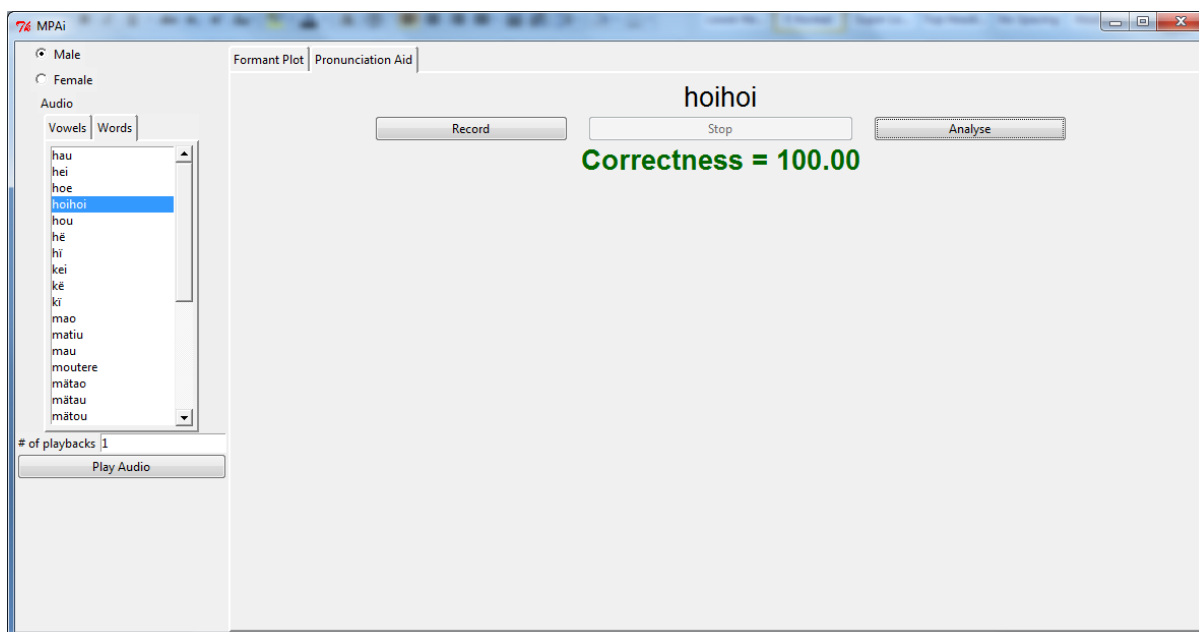 MPAi
Male
Female
Audio
Vowels Words
hau
hei
hoe
hoihoi
hou
hë
hï
kei
kë
kï
mao
matiu
mau
moutere
mätao
mätau
mätou
# of playbacks 1
Play Audio
Formant Plot Pronunciation Aid
hoihoi
Record Stop Analyse
Correctness = 100.00